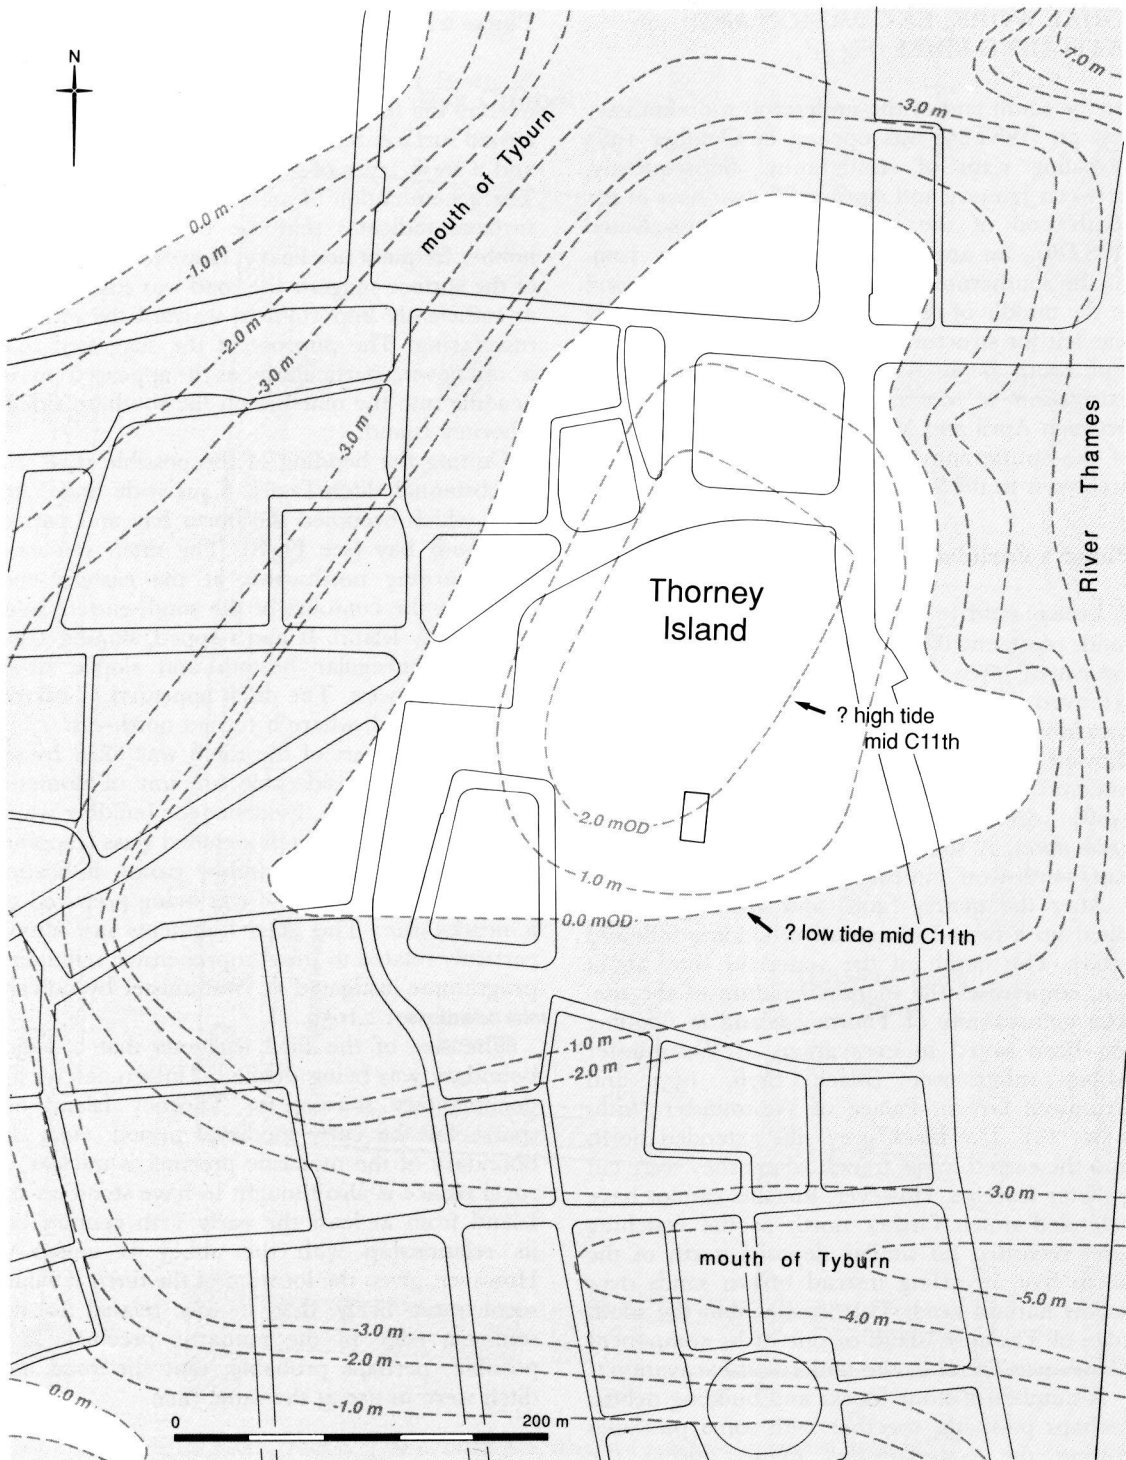 N
-7.0 m
-3.0 m
mouth of Tyburn
0.0 m
-1.0 m
-2.0 m
-3.0 m
-3.0 m
River Thames
Thorney
Island
? high tide
mid C11th
2.0 mOD
1.0 m
0.0 mOD
? low tide mid C11th
-1.0 m
-2.0 m
-3.0 m
mouth of Tyburn
-5.0 m
-4.0 m
-3.0 m
-2.0 m
-1.0 m
0.0 m
0
200 m